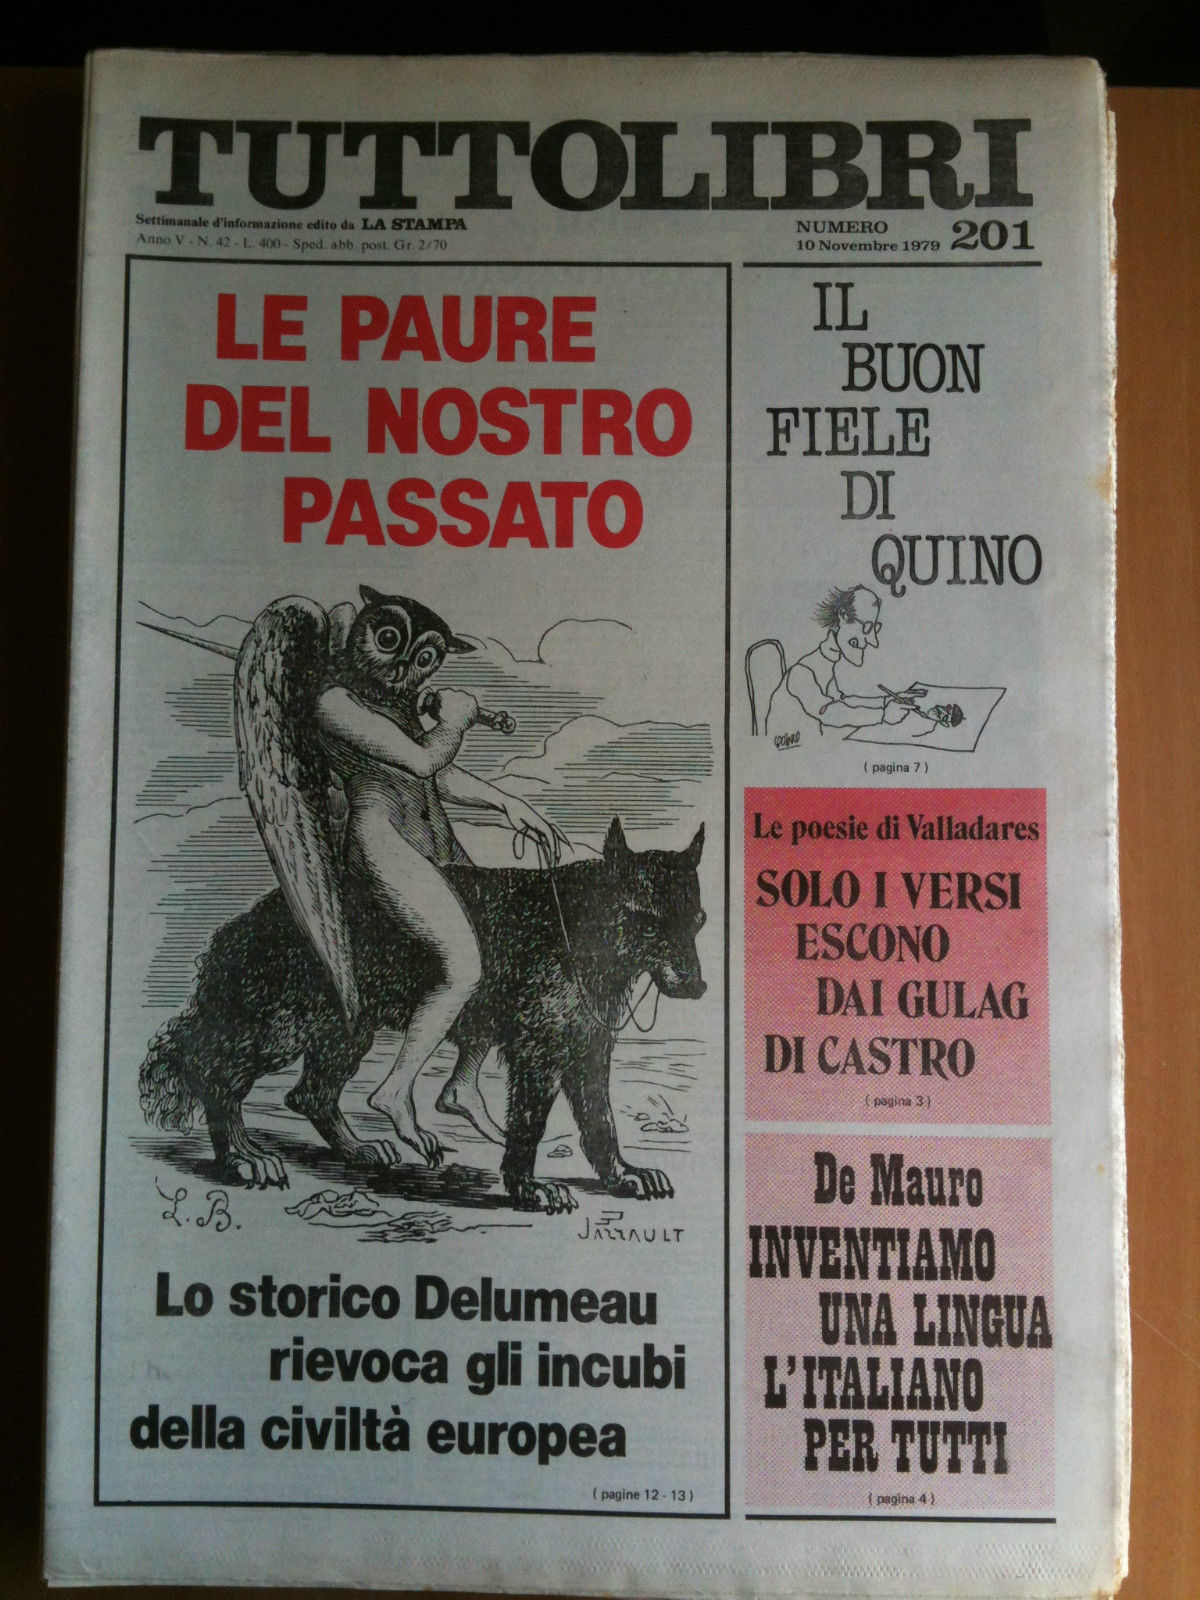 TUTTOLIBRI
Settimanale d'informazione edito da LA STAMPA
Anno V - N. 42 - L. 400 - Sped. abb. post. Gr. 2/70
NUMERO
10 Novembre 1979 201
LE PAURE
DEL NOSTRO
PASSATO
L. B.
JARRAULT
Lo storico Delumeau
rievoca gli incubi
della civiltà europea
( pagine 12 - 13 )
IL
BUON
FIELE
DI
QUINO
( pagina 7 )
Le poesie di Valladares
SOLO I VERSI
ESCONO
DAI GULAG
DI CASTRO
( pagina 3 )
De Mauro
INVENTIAMO
UNA LINGUA
L'ITALIANO
PER TUTTI
( pagina 4 )